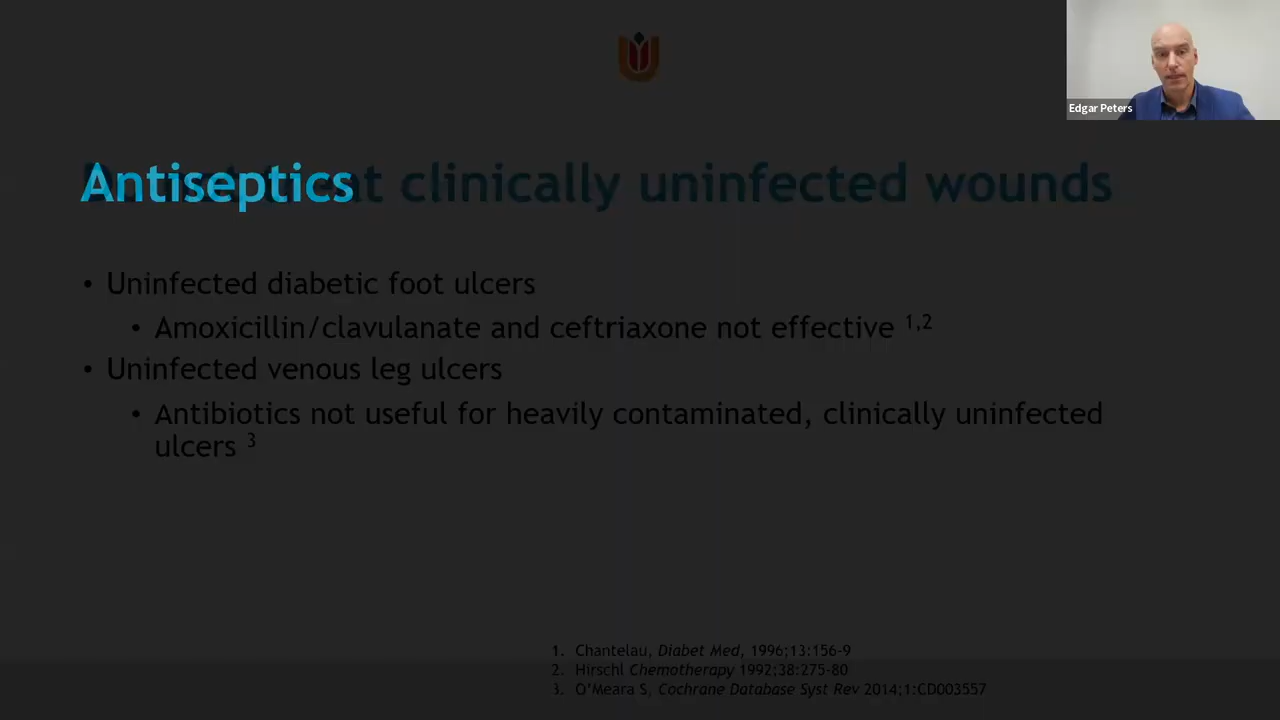 Edgar Peters
Antiseptics
t clinically uninfected wounds
• Uninfected diabetic foot ulcers
• Amoxicillin/clavulanate and ceftriaxone not effective 1,2
• Uninfected venous leg ulcers
• Antibiotics not useful for heavily contaminated, clinically uninfected
ulcers 3
1. Chantelau, Diabet Med, 1996;13:156-9
2. Hirschl Chemotherapy 1992;38:275-80
3. O'Meara S, Cochrane Database Syst Rev 2014;1:CD003557